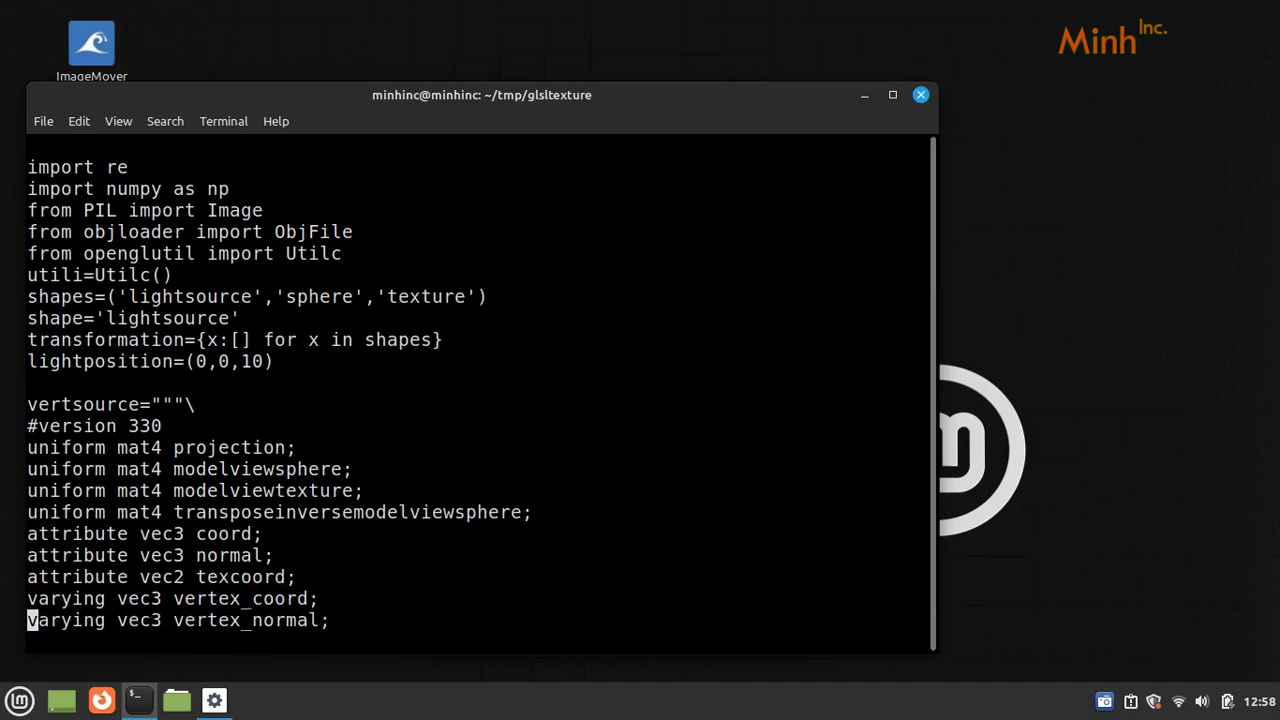 Minh Inc.
ImageMover
minhinc@minhinc: ~/tmp/glsltexture
File Edit View Search Terminal Help
import re
import numpy as np
from PIL import Image
from objloader import ObjFile
from openglutil import Utilc
utili=Utilc()
shapes=('lightsource','sphere','texture')
shape='lightsource'
transformation={x:[] for x in shapes}
lightposition=(0,0,10)
vertsource="""\
#version 330
uniform mat4 projection;
uniform mat4 modelviewsphere;
uniform mat4 modelviewtexture;
uniform mat4 transposeinversemodelviewsphere;
attribute vec3 coord;
attribute vec3 normal;
attribute vec2 texcoord;
varying vec3 vertex_coord;
varying vec3 vertex_normal;
12:58